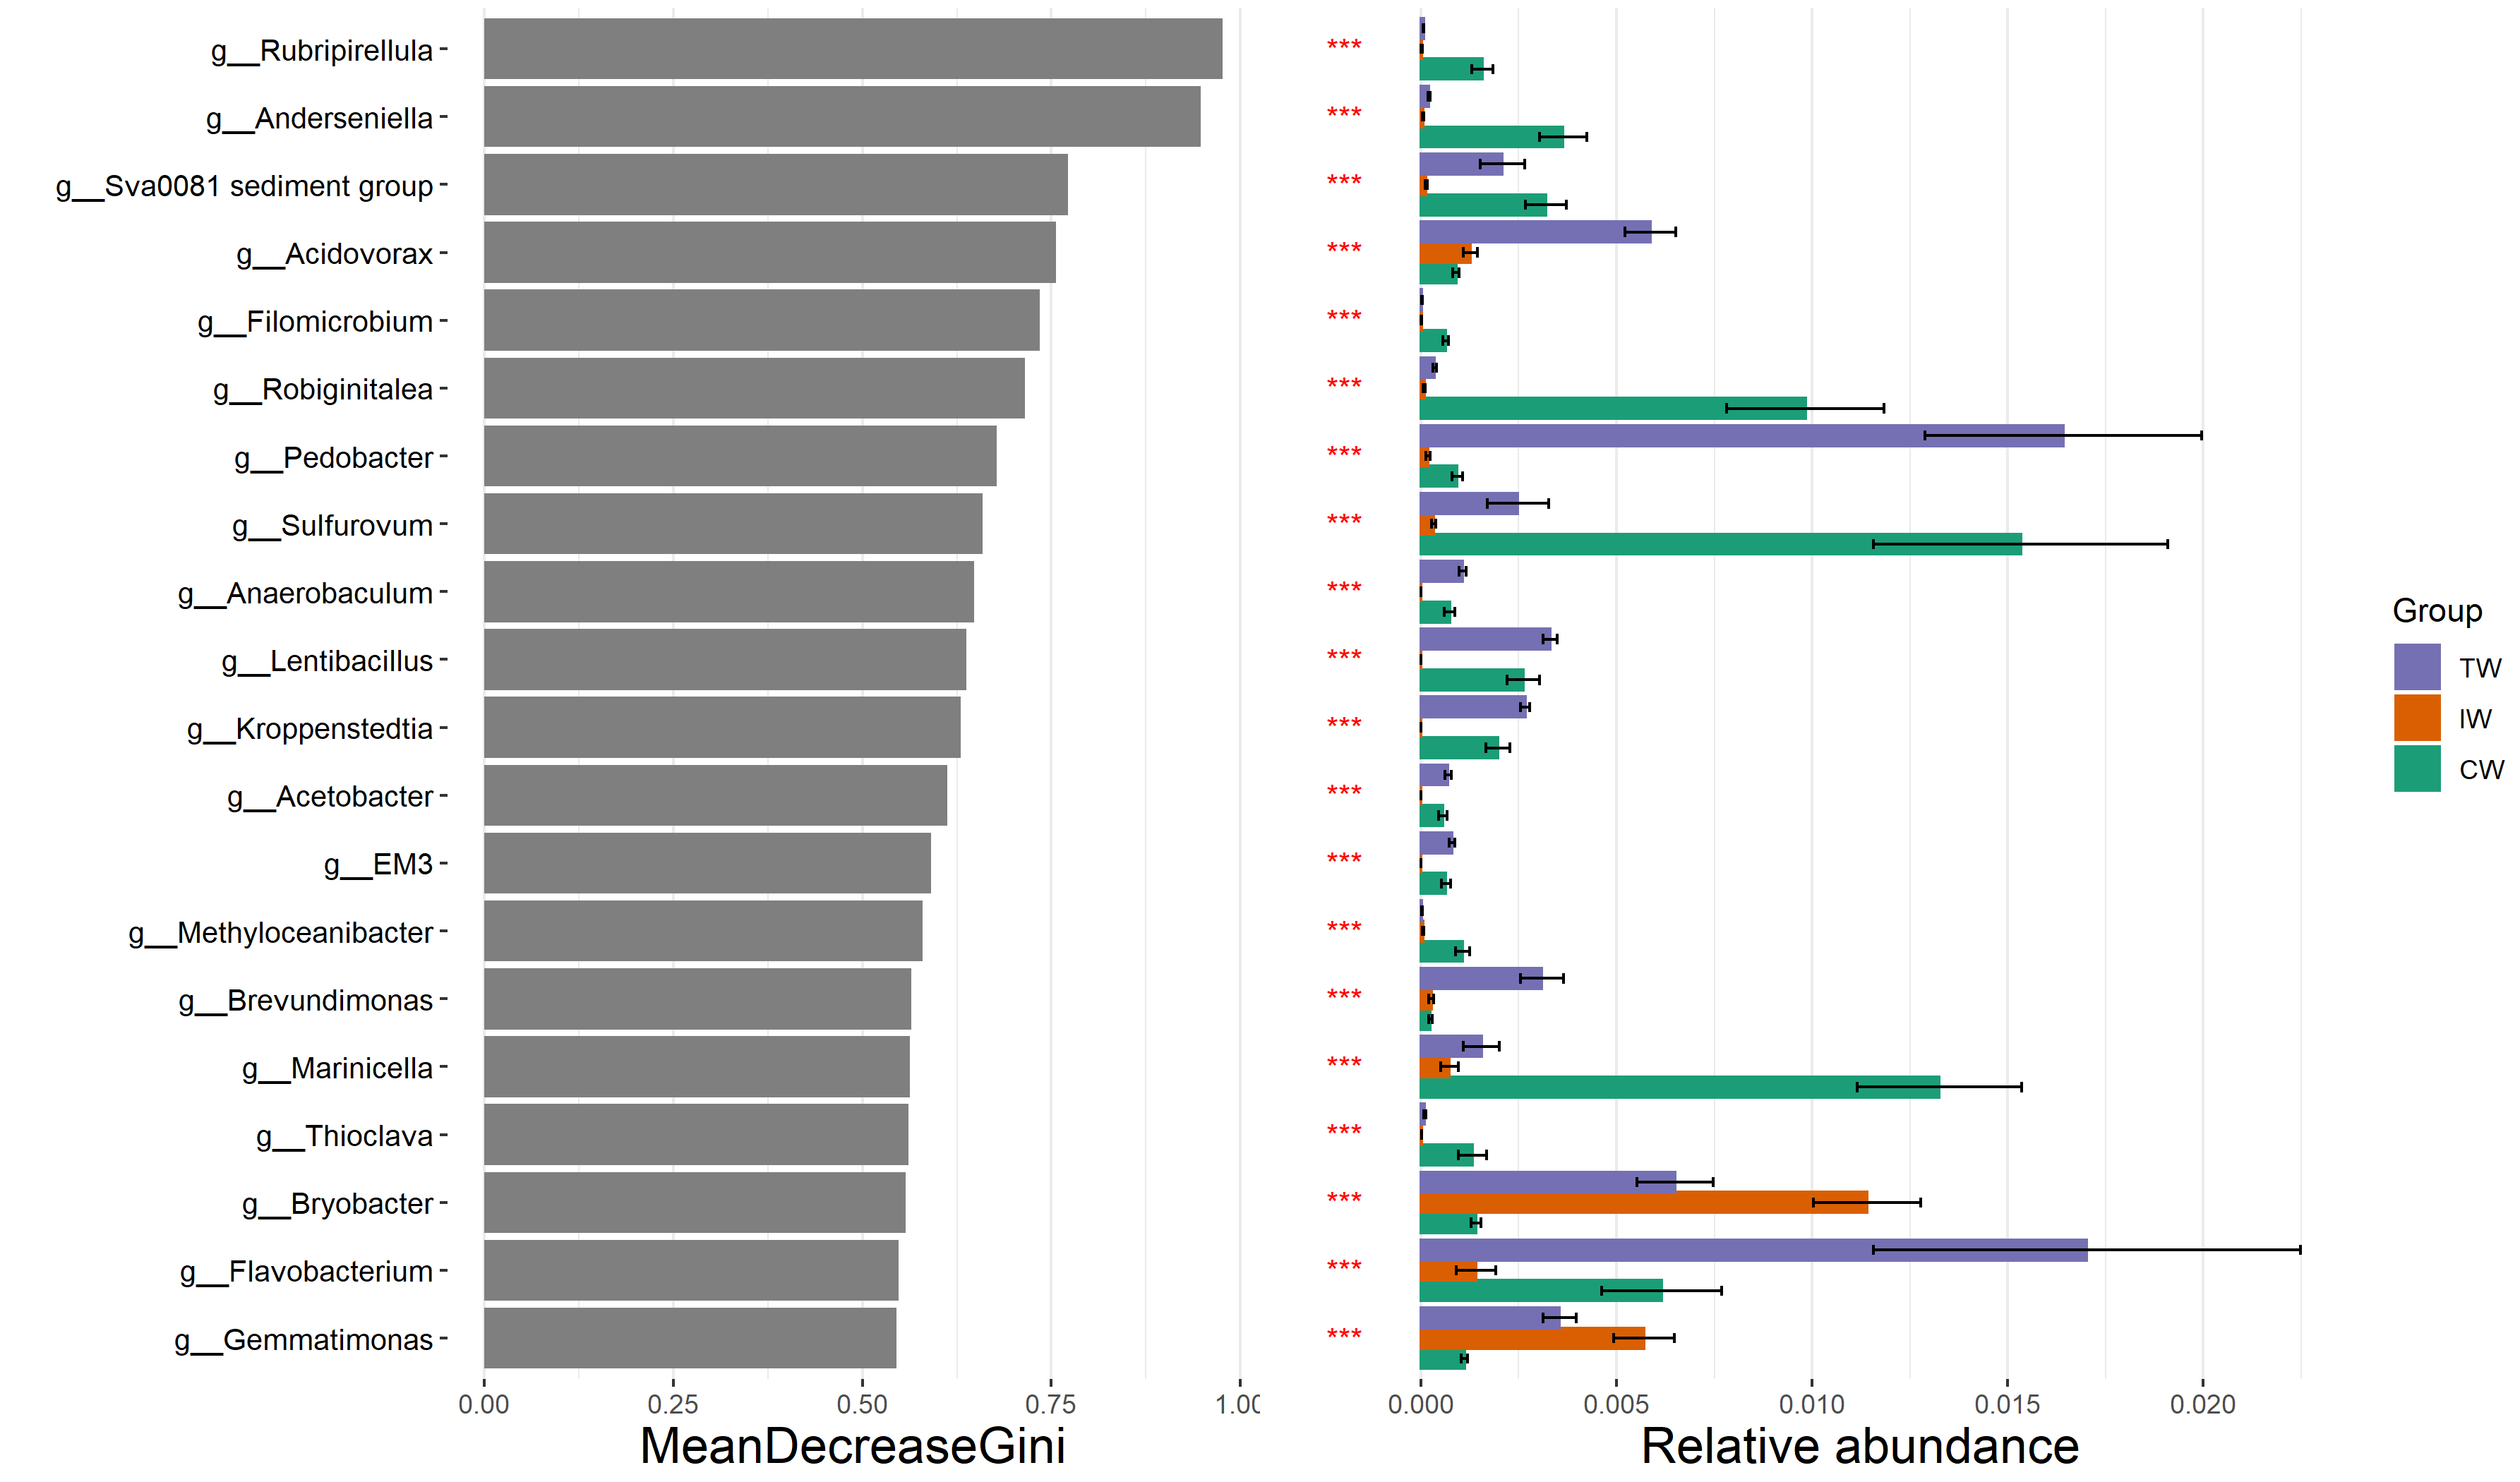 g__Rubripirellula
***
g__Anderseniella
***
g__Sva0081 sediment group
***
g__Acidovorax
***
g__Filomicrobium
***
g__Robiginitalea
***
g__Pedobacter
***
g__Sulfurovum
***
g__Anaerobaculum
***
g__Lentibacillus
***
g__Kroppenstedtia
***
g__Acetobacter
***
g__EM3
***
g__Methyloceanibacter
***
g__Brevundimonas
***
g__Marinicella
***
g__Thioclava
***
g__Bryobacter
***
g__Flavobacterium
***
g__Gemmatimonas
***
0.00 0.25 0.50 0.75 1.00
MeanDecreaseGini
0.000 0.005 0.010 0.015 0.020
Relative abundance
Group
TW
IW
CW